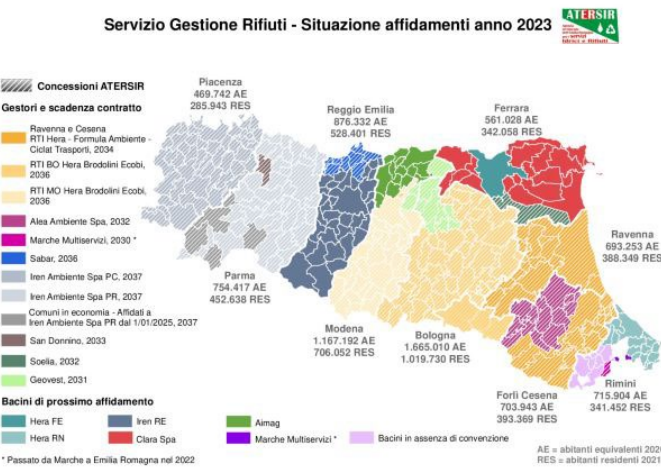 Servizio Gestione Rifiuti - Situazione affidamenti anno 2023
ATERSIR
Concessioni ATERSIR
Gestori e scadenza contratto
Ravenna e Cesena
RTI Hera - Formula Ambiente -
Ciclat Trasporti, 2034
RTI BO Hera Brodolini Ecobi,
2036
RTI MO Hera Brodolini Ecobi,
2036
Alea Ambiente Spa, 2032
Marche Multiservizi, 2030 *
Sabar, 2036
Iren Ambiente Spa PC, 2037
Iren Ambiente Spa PR, 2037
Comuni in economia - Affidati a
Iren Ambiente Spa PR dal 1/01/2025, 2037
San Donnino, 2033
Soelia, 2032
Geovest, 2031
Piacenza
469.742 AE
285.943 RES
Reggio Emilia
876.332 AE
528.401 RES
Ferrara
561.028 AE
342.058 RES
Parma
754.417 AE
452.638 RES
Modena
1.167.192 AE
706.052 RES
Bologna
1.665.010 AE
1.019.730 RES
Ravenna
693.253 AE
388.349 RES
Forlì Cesena
703.943 AE
393.369 RES
Rimini
715.904 AE
341.452 RES
Bacini di prossimo affidamento
Hera FE
Iren RE
Aimag
Hera RN
Clara Spa
Marche Multiservizi *
Bacini in assenza di convenzione
* Passato da Marche a Emilia Romagna nel 2022
AE = abitanti equivalenti
RES = abitanti residenti 2021